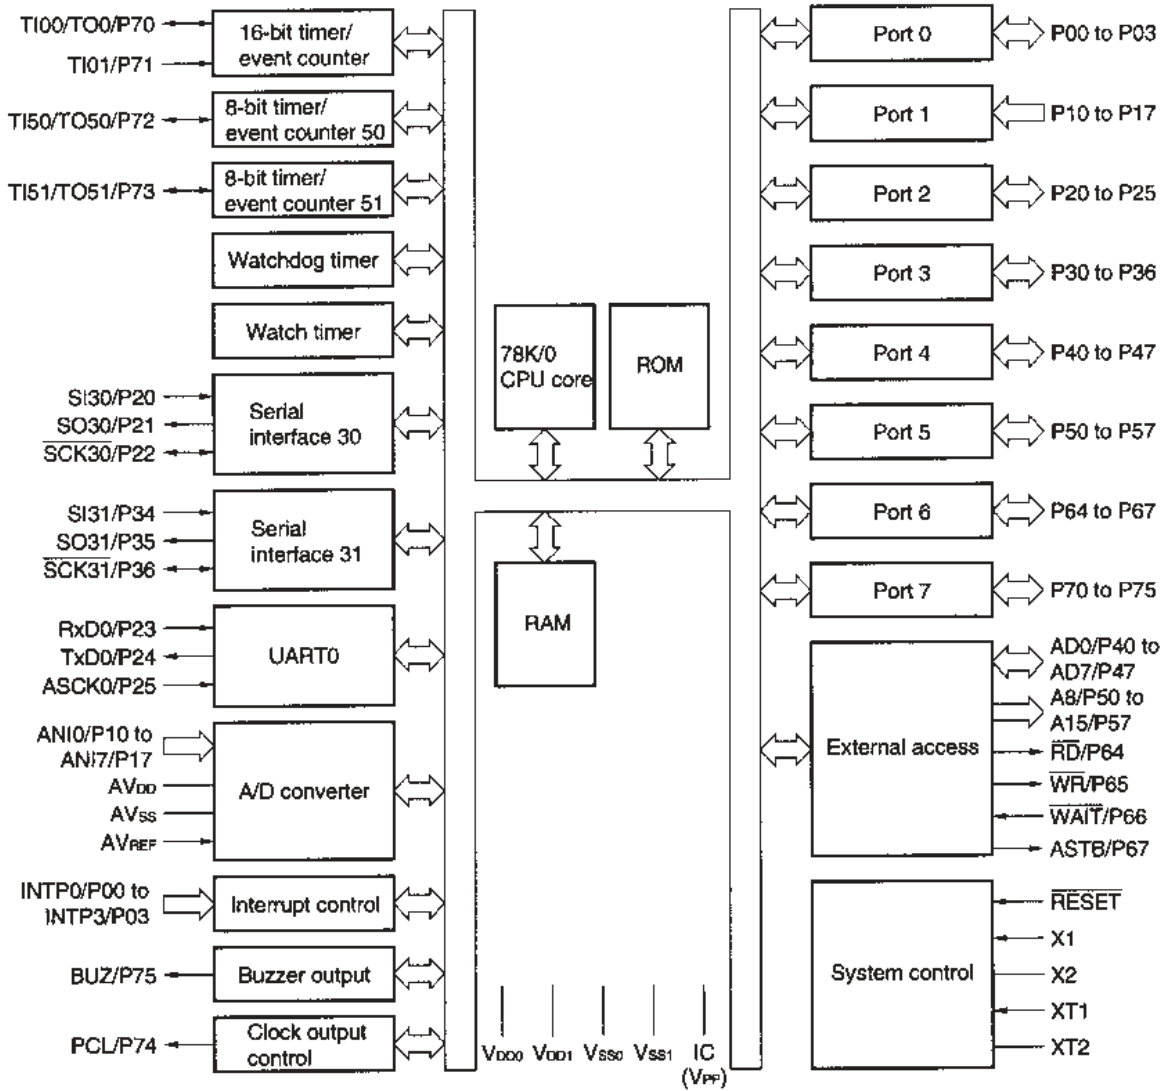 TI00/TO0/P70
TI01/P71
16-bit timer/
event counter
TI50/TO50/P72
8-bit timer/
event counter 50
TI51/TO51/P73
8-bit timer/
event counter 51
Watchdog timer
Watch timer
SI30/P20
SO30/P21
SCK30/P22
Serial
interface 30
SI31/P34
SO31/P35
SCK31/P36
Serial
interface 31
RxD0/P23
TxD0/P24
ASCK0/P25
UART0
ANI0/P10 to
ANI7/P17
AVDD
AVSS
AVREF
A/D converter
INTP0/P00 to
INTP3/P03
Interrupt control
BUZ/P75
Buzzer output
PCL/P74
Clock output
control
78K/0
CPU core
ROM
RAM
VDD0
VDD1
VSS0
VSS1
IC
(VPP)
Port 0
P00 to P03
Port 1
P10 to P17
Port 2
P20 to P25
Port 3
P30 to P36
Port 4
P40 to P47
Port 5
P50 to P57
Port 6
P64 to P67
Port 7
P70 to P75
External access
AD0/P40 to
AD7/P47
A8/P50 to
A15/P57
RD/P64
WR/P65
WAIT/P66
ASTB/P67
System control
RESET
X1
X2
XT1
XT2